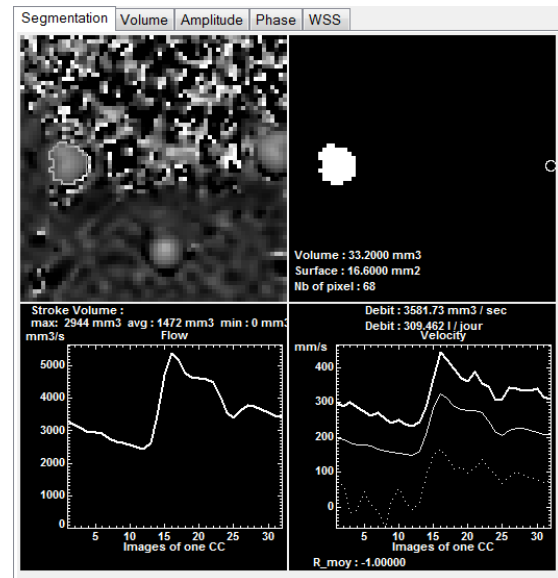 Segmentation Volume Amplitude Phase WSS
Volume : 33.2000 mm3
Surface : 16.6000 mm2
Nb of pixel : 68
Stroke Volume :
max: 2944 mm3 avg : 1472 mm3 min : 0 mm3
mm3/s Flow
5000
4000
3000
2000
1000
0
5 10 15 20 25 30
Images of one CC
Debit : 3581.73 mm3 / sec
Debit : 309.462 l / jour
mm/s Velocity
400
300
200
100
0
5 10 15 20 25 30
Images of one CC
R_moy : -1.00000